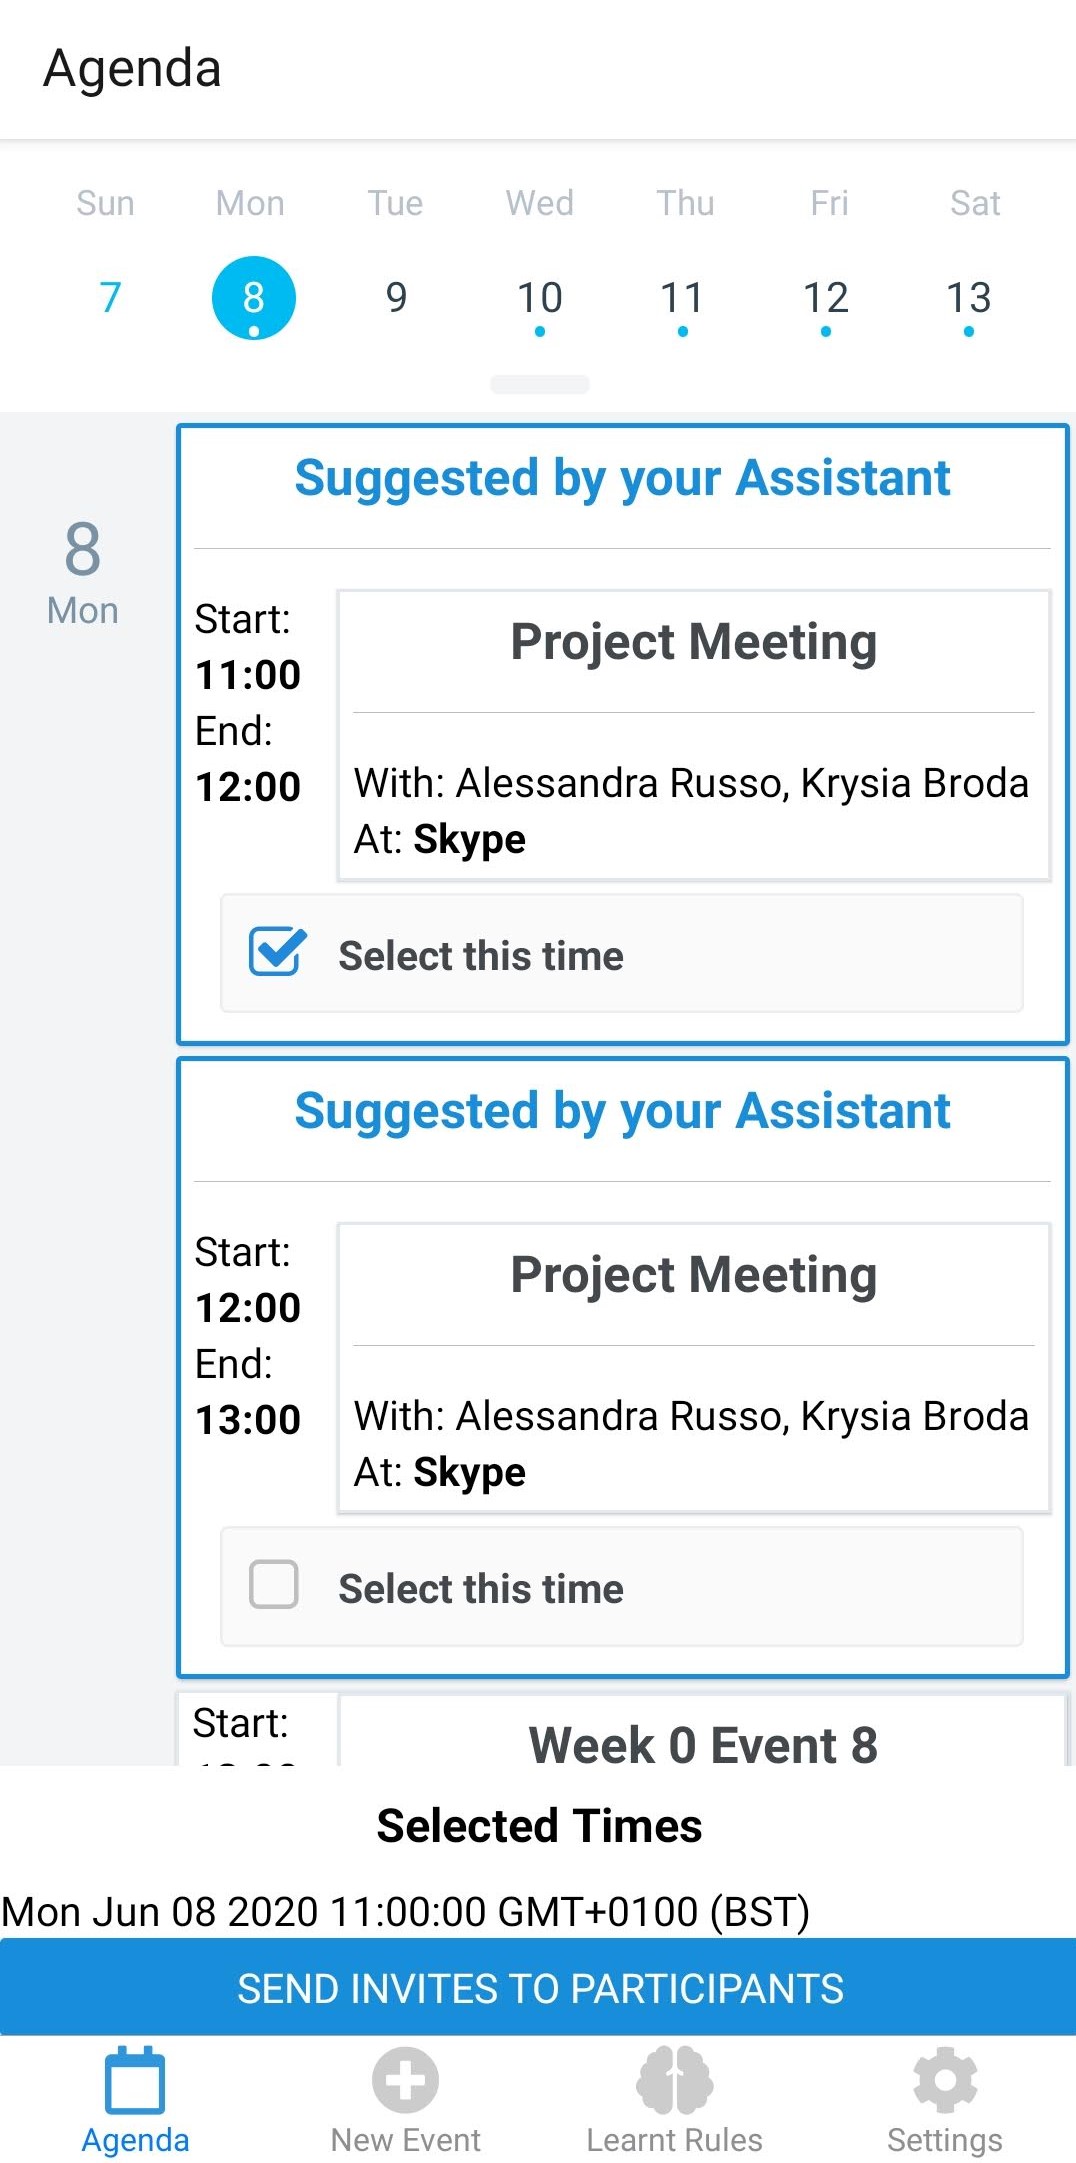 Agenda
Sun Mon Tue Wed Thu Fri Sat
7 8 9 10 11 12 13
8
Mon
Suggested by your Assistant
Start:
11:00
End:
12:00
Project Meeting
With: Alessandra Russo, Krysia Broda
At: Skype
Select this time
Suggested by your Assistant
Start:
12:00
End:
13:00
Project Meeting
With: Alessandra Russo, Krysia Broda
At: Skype
Select this time
Start:
Week 0 Event 8
Selected Times
Mon Jun 08 2020 11:00:00 GMT+0100 (BST)
SEND INVITES TO PARTICIPANTS
Agenda New Event Learnt Rules Settings